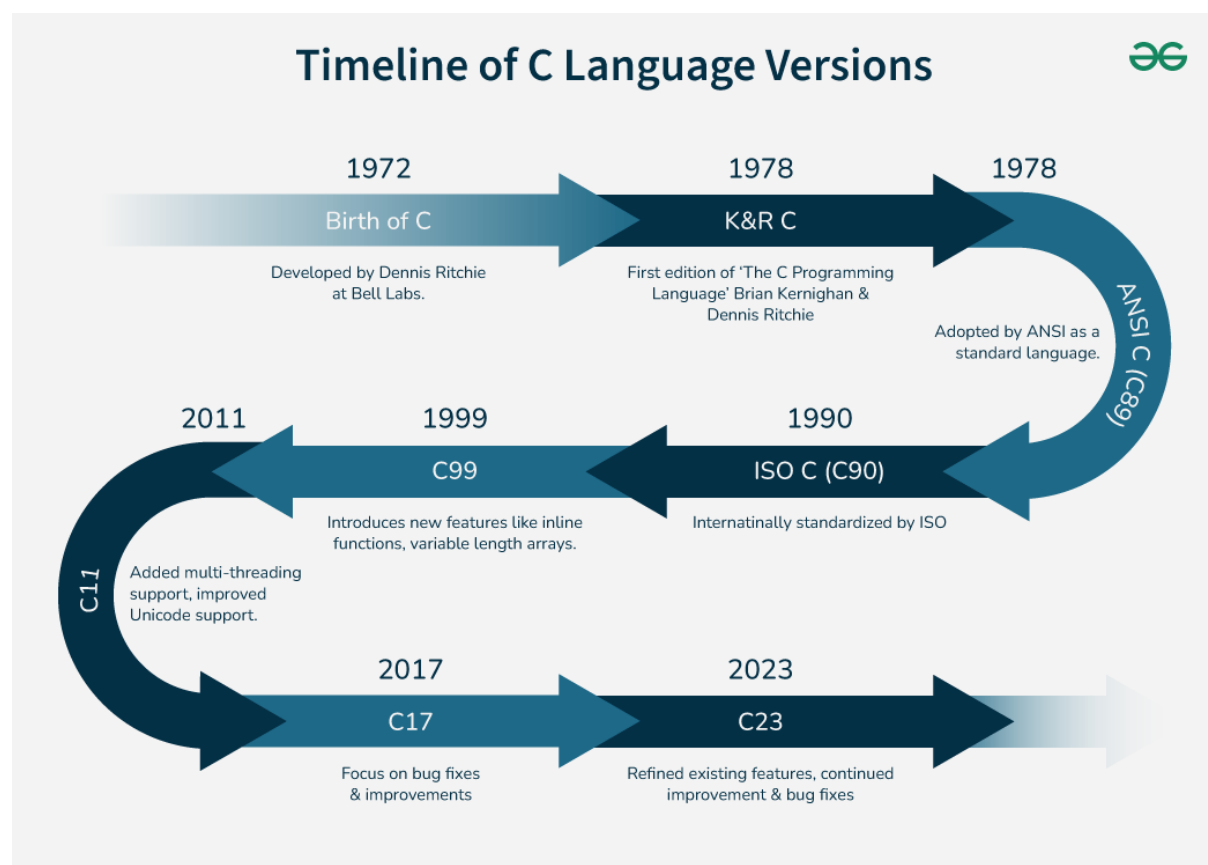 Timeline of C Language Versions
1972
Birth of C
Developed by Dennis Ritchie
at Bell Labs.
1978
K&R C
First edition of ‘The C Programming
Language’ Brian Kernighan &
Dennis Ritchie
1978
ANSI C (C89)
Adopted by ANSI as a
standard language.
1990
ISO C (C90)
Internatinally standardized by ISO
1999
C99
Introduces new features like inline
functions, variable length arrays.
2011
C11
Added multi-threading
support, improved
Unicode support.
2017
C17
Focus on bug fixes
& improvements
2023
C23
Refined existing features, continued
improvement & bug fixes